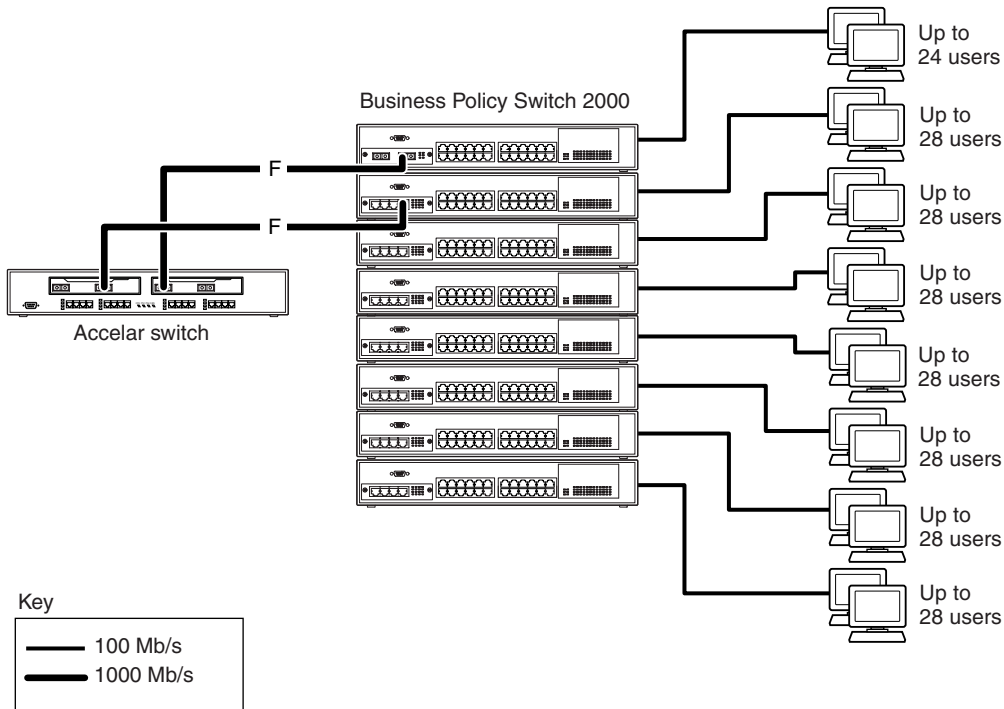 Up to
24 users
Business Policy Switch 2000
Up to
28 users
F
Up to
28 users
F
Up to
28 users
Accelar switch
Up to
28 users
Up to
28 users
Up to
28 users
Up to
28 users
Key
100 Mb/s
1000 Mb/s